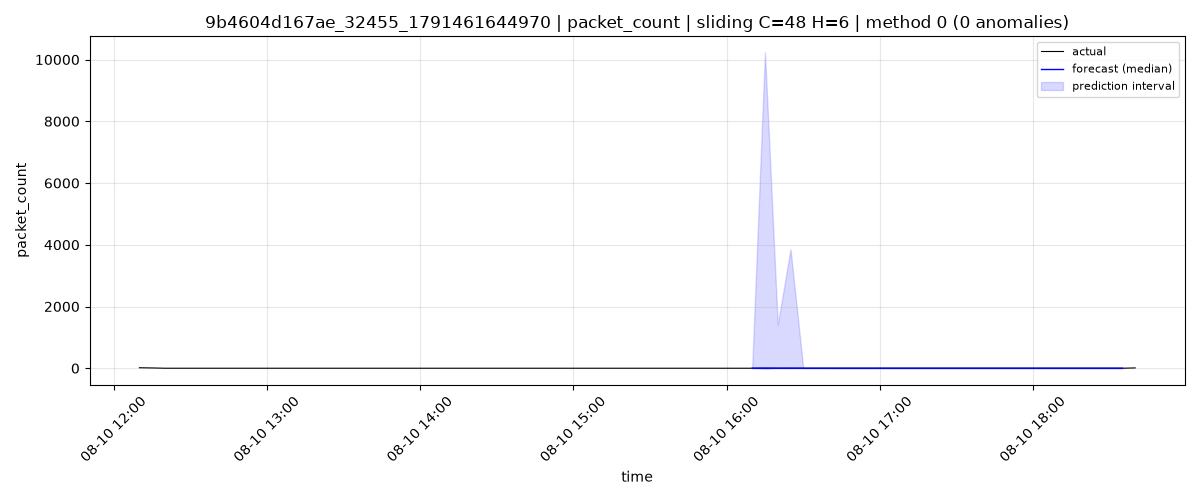 9b4604d167ae_32455_1791461644970 | packet_count | sliding C=48 H=6 | method 0 (0 anomalies)
actual
forecast (median)
prediction interval
packet_count
10000
8000
6000
4000
2000
0
08-10 12:00
08-10 13:00
08-10 14:00
08-10 15:00
08-10 16:00
08-10 17:00
08-10 18:00
time